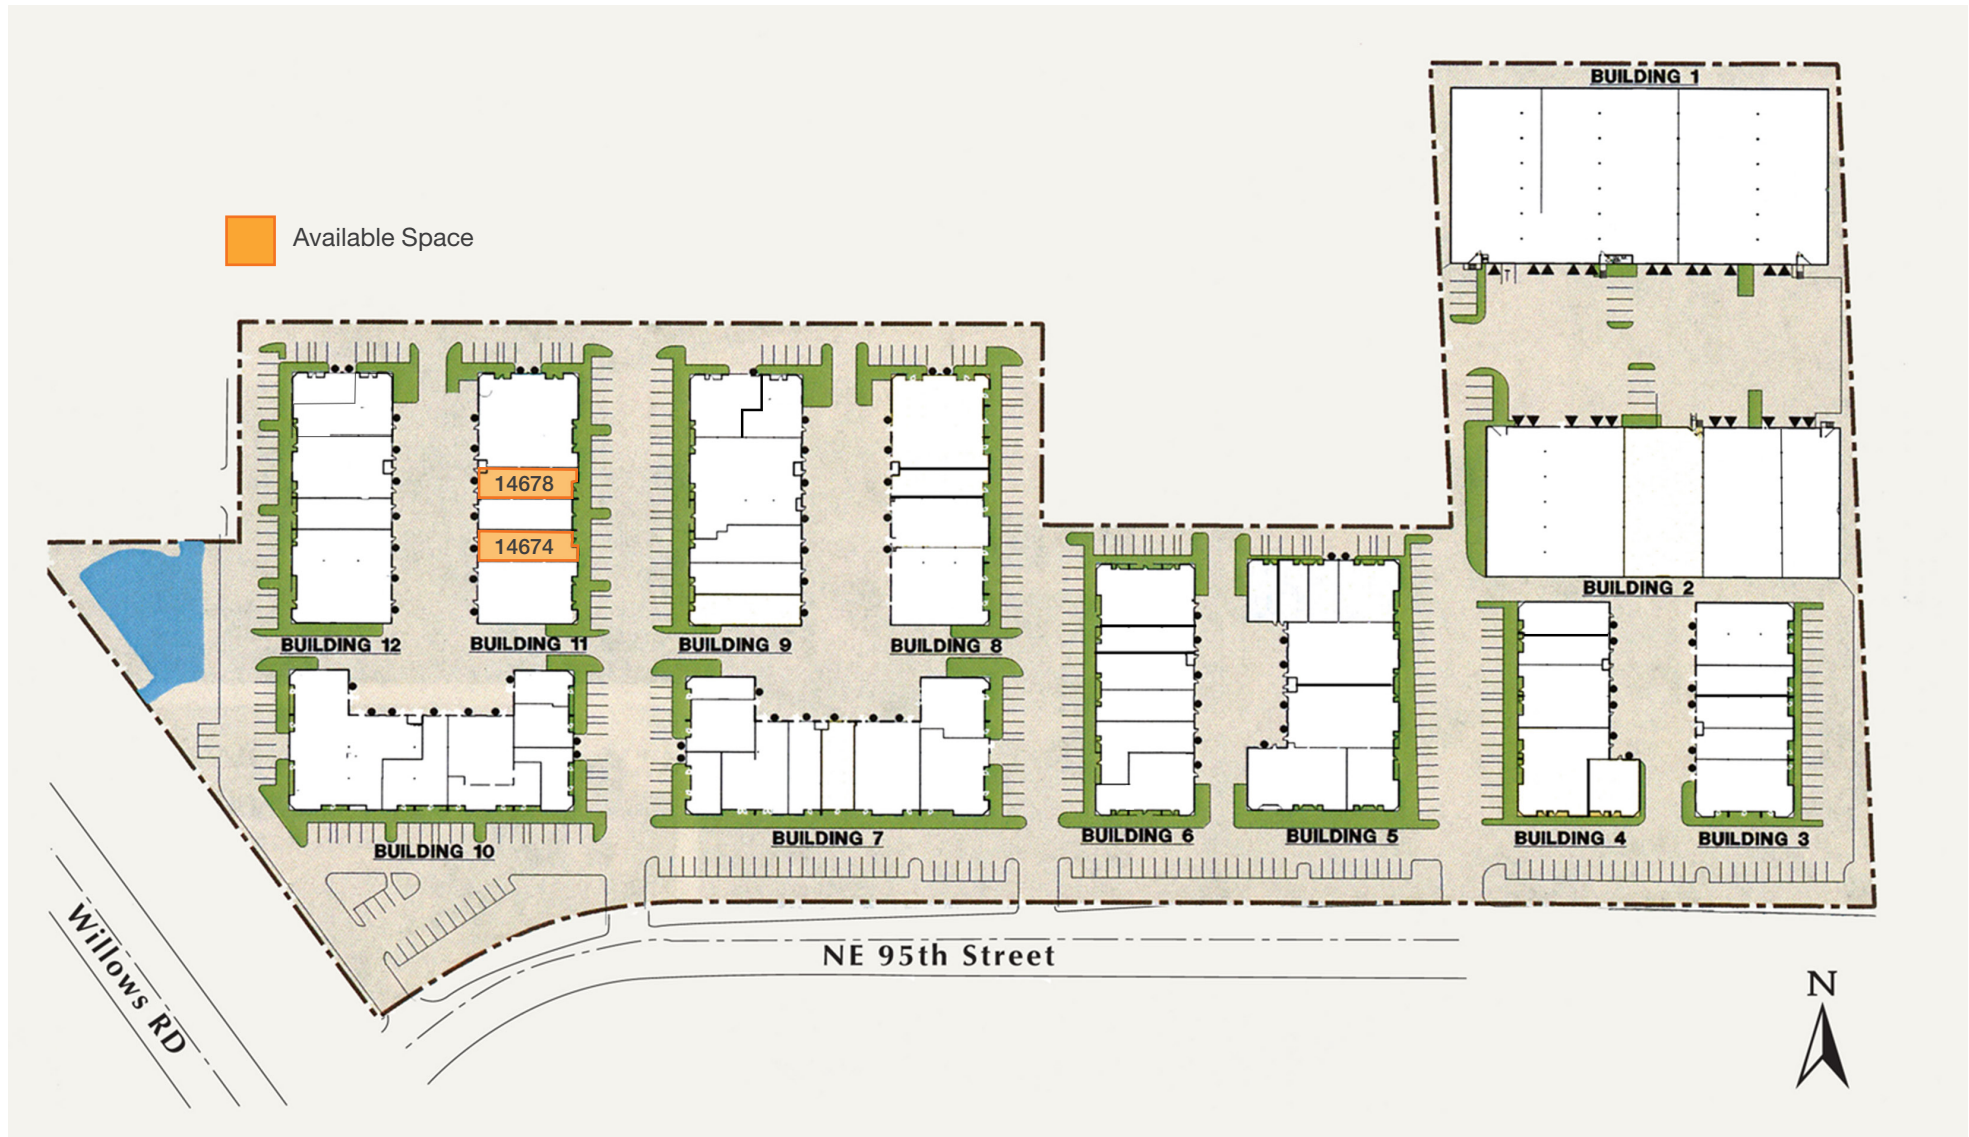 BUILDING 1
Available Space
14678
14674
BUILDING 2
BUILDING 12
BUILDING 11
BUILDING 9
BUILDING 8
BUILDING 10
BUILDING 7
BUILDING 6
BUILDING 5
BUILDING 4
BUILDING 3
Willows RD
NE 95th Street
N